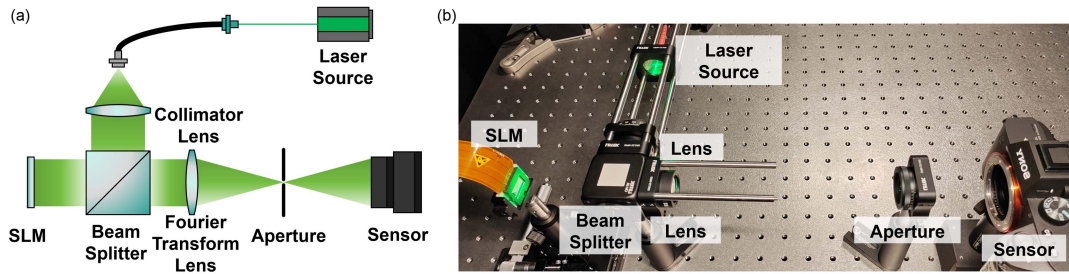 (a)
Laser
Source
Collimator
Lens
SLM
Beam
Splitter
Fourier
Transform
Lens
Aperture
Sensor
(b)
Laser
Source
SLM
Lens
Beam
Splitter
Lens
Aperture
SONY
Sensor